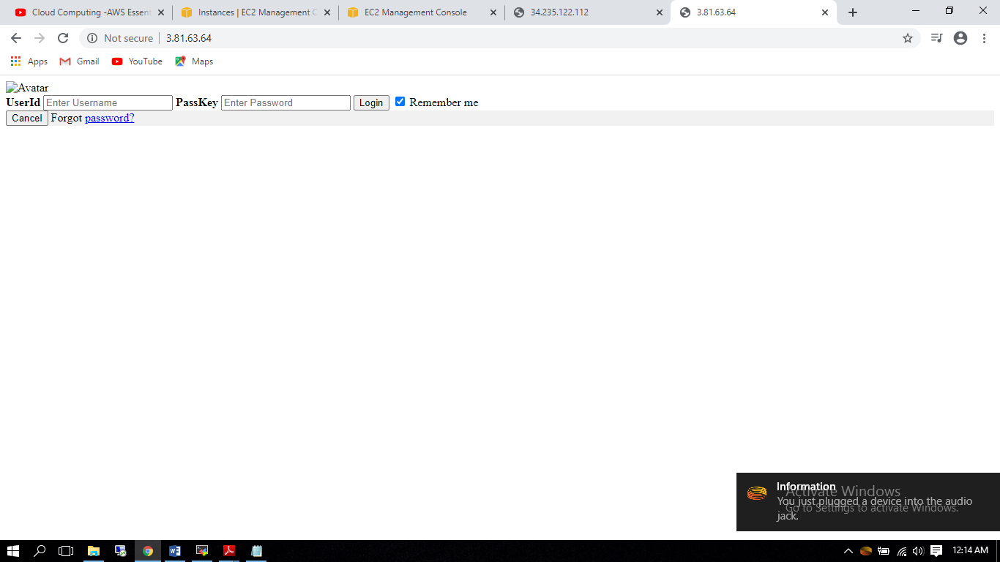 Cloud Computing -AWS Essent
Instances | EC2 Management C
EC2 Management Console
34.235.122.112
3.81.63.64
Not secure 3.81.63.64
Apps Gmail YouTube Maps
Avatar
UserId Enter Username PassKey Enter Password Login Remember me
Cancel Forgot password?
Information
Activate Windows
You just plugged a device into the audio
Go to Settings to activate Windows.
jack.
12:14 AM